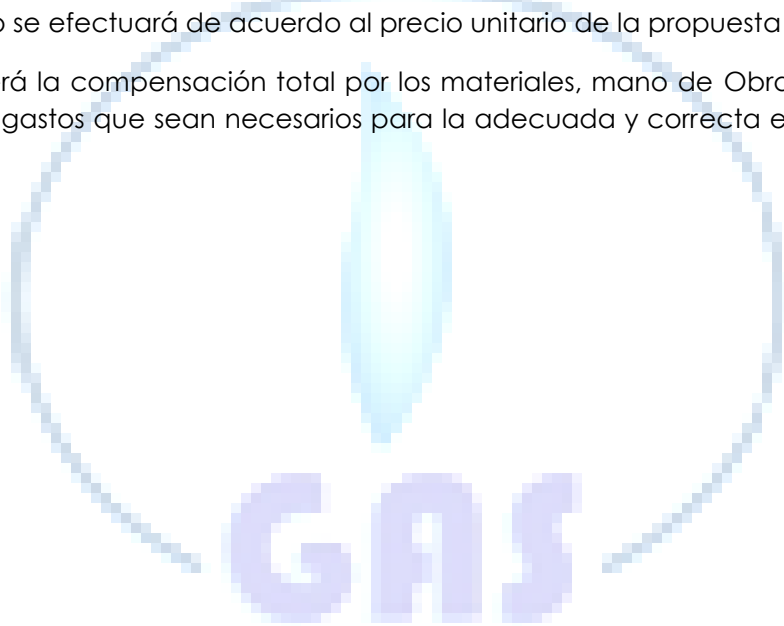 o se efectuará de acuerdo al precio unitario de la propuesta
rá la compensación total por los materiales, mano de Obra
gastos que sean necesarios para la adecuada y correcta e
GAS